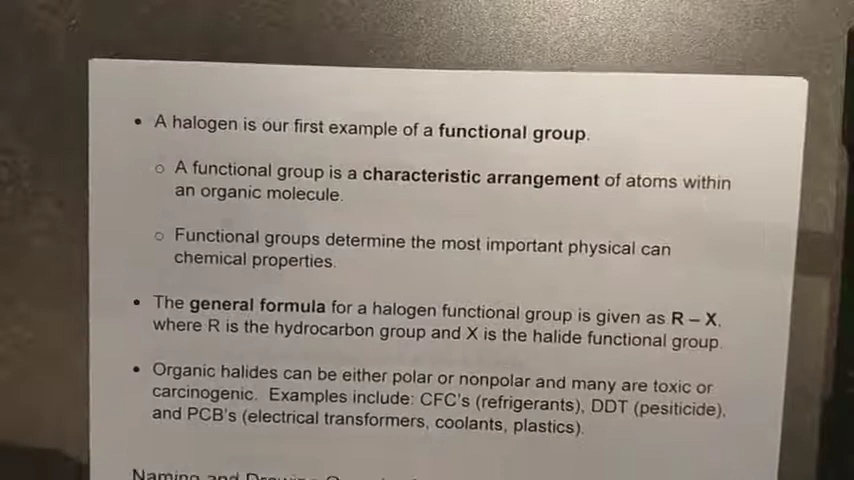 • A halogen is our first example of a functional group.
○ A functional group is a characteristic arrangement of atoms within
an organic molecule.
○ Functional groups determine the most important physical can
chemical properties.
• The general formula for a halogen functional group is given as R – X,
where R is the hydrocarbon group and X is the halide functional group.
• Organic halides can be either polar or nonpolar and many are toxic or
carcinogenic. Examples include: CFC's (refrigerants), DDT (pesiticide),
and PCB's (electrical transformers, coolants, plastics).
Naming and Drawing